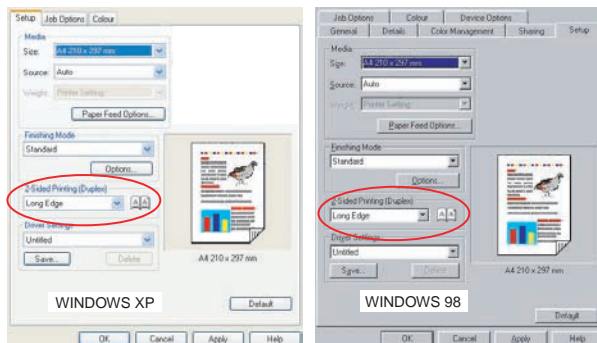 Setup Job Options Colour
Media
Size: A4 210 x 297 mm
Source: Auto
Weight: Printer Setting
Paper Feed Options...
Finishing Mode
Standard
Options...
2-Sided Printing (Duplex)
Long Edge
Driver Settings
Untitled
Save... Delete
A4 210 x 297 mm
WINDOWS XP
Default
OK Cancel Apply Help
Job Options Colour Device Options
General Details Color Management Sharing Setup
Media
Size: A4 210 x 297 mm
Source: Auto
Weight: Printer Setting
Paper Feed Options...
Finishing Mode
Standard
Options...
2-Sided Printing (Duplex)
Long Edge
Driver Settings
Untitled
Save... Delete
A4 210 x 297 mm
WINDOWS 98
Default
OK Cancel Apply Help